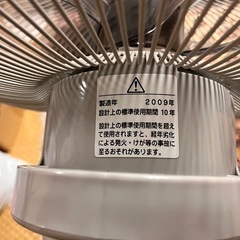 製造年 2009年
設計上の標準使用期間 10年
設計上の標準使用期間を超え
て使用されますと、経年劣化
による発火・けが等の事故に
至るおそれがあります。